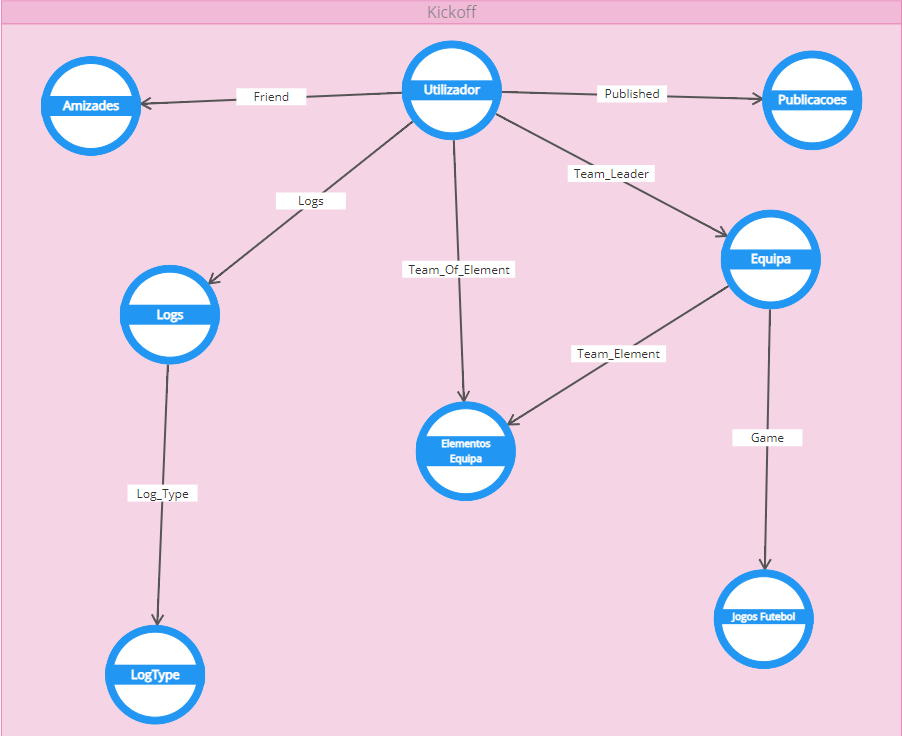 Kickoff
Amizades
Friend
Utilizador
Published
Publicacoes
Team_Leader
Logs
Equipa
Team_Of_Element
Logs
Team_Element
Game
Elementos
Equipa
Log_Type
Jogos Futebol
LogType